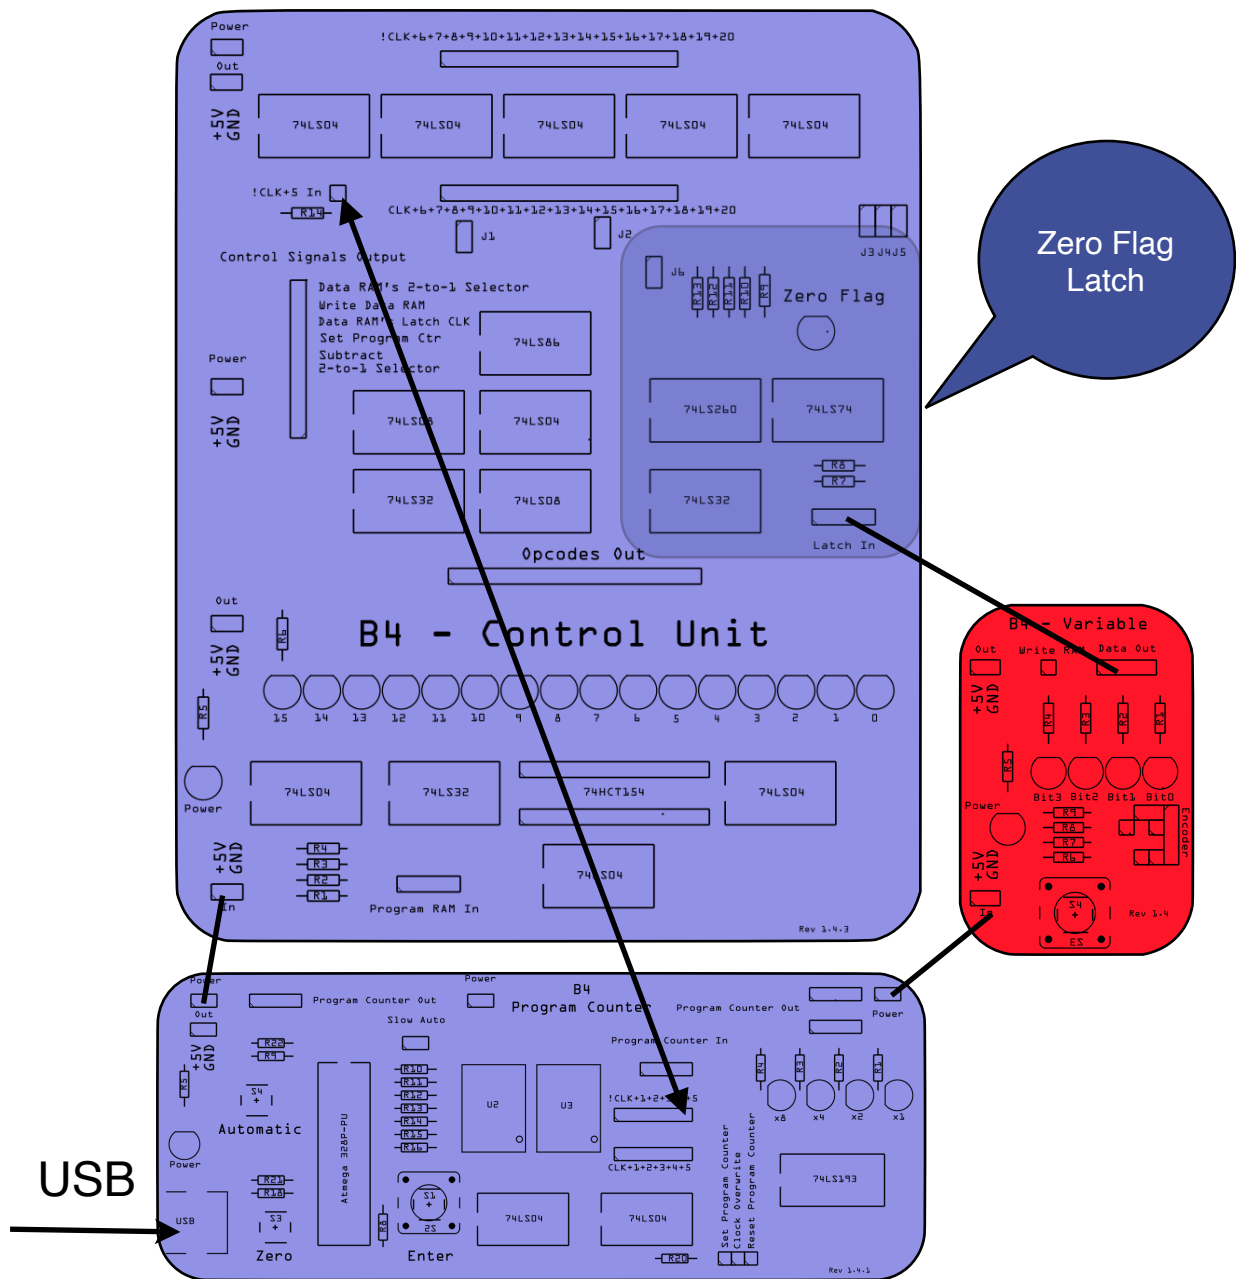 Power
!CLK+6+7+8+9+10+11+12+13+14+15+16+17+18+19+20
Out
+5V
GND
74LS04
74LS04
74LS04
74LS04
74LS04
!CLK+5 In
R14
CLK+6+7+8+9+10+11+12+13+14+15+16+17+18+19+20
J1
J2
J3J4J5
Zero Flag
Latch
Control Signals Output
Data RAM's 2-to-1 Selector
Write Data RAM
Data RAM's Latch CLK
Set Program Ctr
Subtract
2-to-1 Selector
J6
R13
R12
R11
R10
R9
Zero Flag
Power
+5V
GND
74LS86
74LS08
74LS04
74LS260
74LS74
R8
R7
74LS32
74LS08
74LS32
Latch In
Opcodes Out
Out
+5V
GND
R6
B4 - Control Unit
R5
15
14
13
12
11
10
9
8
7
6
5
4
3
2
1
0
Power
74LS04
74LS32
74HCT154
74LS04
+5V
GND
In
R4
R3
R2
R1
Program RAM In
74LS04
Rev 1.4.3
B4 - Variable
Out
Write RAM
Data Out
+5V
GND
R4
R3
R2
R1
R5
Bit3
Bit2
Bit1
Bit0
Power
R9
R8
R7
R6
Encoder
+5V
GND
In
S4
S3
Rev 1.4
Power
Out
Program Counter Out
Power
B4
Program Counter
Program Counter Out
Power
Slow Auto
Program Counter In
+5V
GND
R22
R9
R5
S4
Automatic
Power
R10
R11
R12
R13
R14
R15
R16
U2
U3
!CLK+1+2+3+4+5
CLK+1+2+3+4+5
R4
R3
R2
R1
x8
x4
x2
x1
USB
USB
R21
R18
S3
Zero
Atmega 328P-PU
R8
S1
S2
Enter
74LS04
74LS04
R20
Set Program Counter
Clock Overwrite
Reset Program Counter
74LS193
Rev 1.4.1